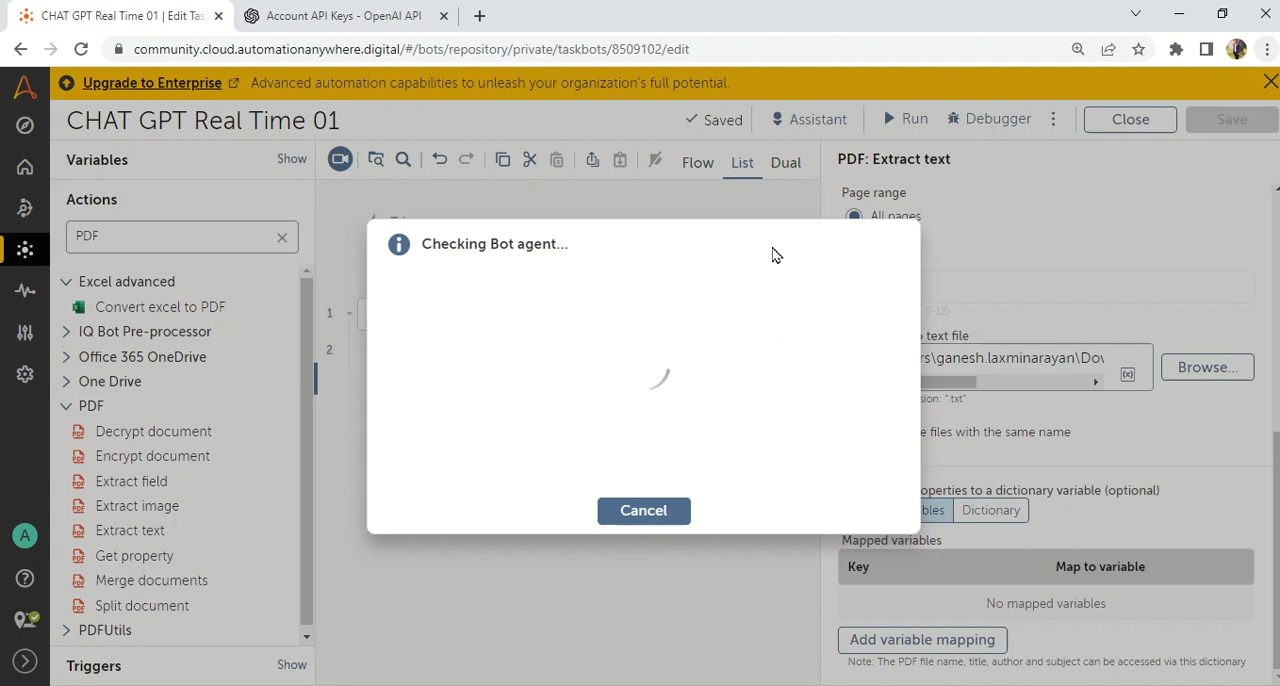 CHAT GPT Real Time 01 | Edit Tas
Account API Keys - OpenAI API
community.cloud.automationanywhere.digital/#/bots/repository/private/taskbots/8509102/edit
Upgrade to Enterprise Advanced automation capabilities to unleash your organization's full potential.
CHAT GPT Real Time 01
Saved Assistant Run Debugger Close Save
Variables Show
Flow List Dual
PDF: Extract text
Actions
PDF
Excel advanced
Convert excel to PDF
IQ Bot Pre-processor
Office 365 OneDrive
One Drive
PDF
Decrypt document
Encrypt document
Extract field
Extract image
Extract text
Get property
Merge documents
Split document
PDFUtils
Triggers Show
A
1
2
Checking Bot agent...
Cancel
Page range
All pages
5-12)
text file
rs\ganesh.laxminarayan\Do
(x)
Browse...
sion: ".txt"
e files with the same name
operties to a dictionary variable (optional)
bles Dictionary
Mapped variables
Key Map to variable
No mapped variables
Add variable mapping
Note: The PDF file name, title, author and subject can be accessed via this dictionary